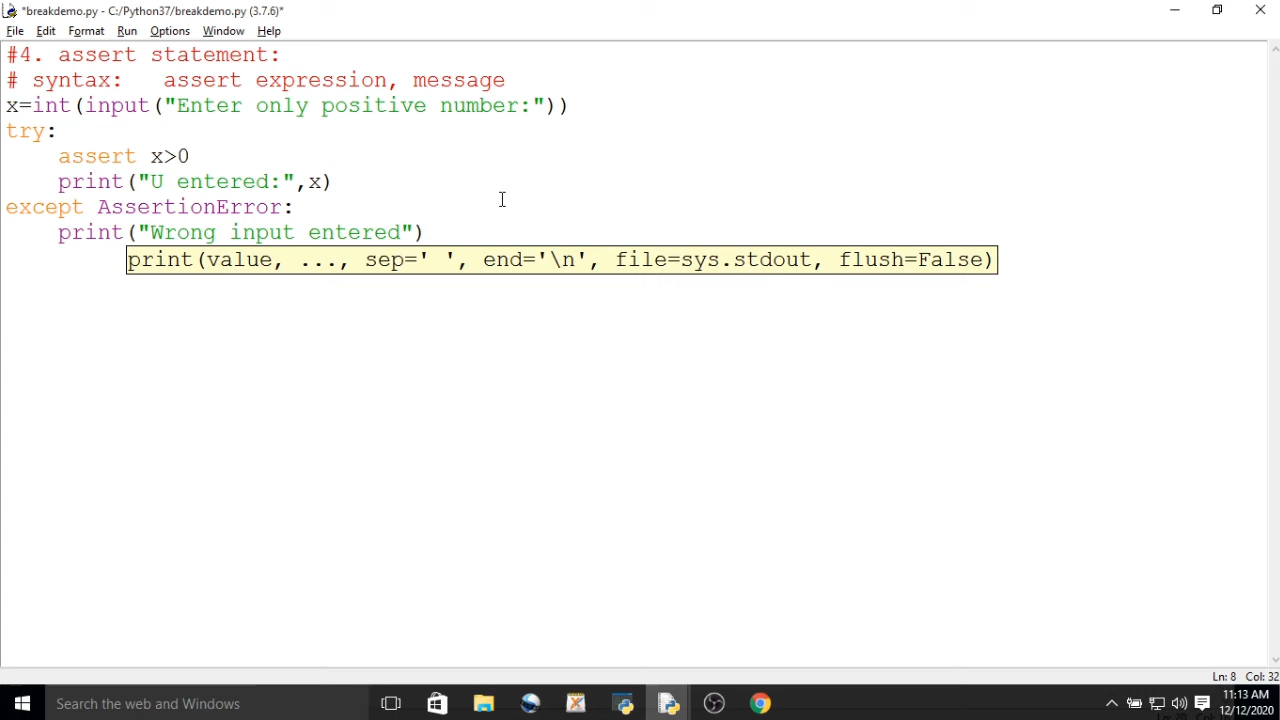 *breakdemo.py - C:/Python37/breakdemo.py (3.7.6)*
File Edit Format Run Options Window Help
#4. assert statement:
# syntax:   assert expression, message
x=int(input("Enter only positive number:"))
try:
    assert x>0
    print("U entered:",x)
except AssertionError:
    print("Wrong input entered")
print(value, ..., sep=' ', end='\n', file=sys.stdout, flush=False)
Ln: 8 Col: 32
Search the web and Windows
11:13 AM
12/12/2020